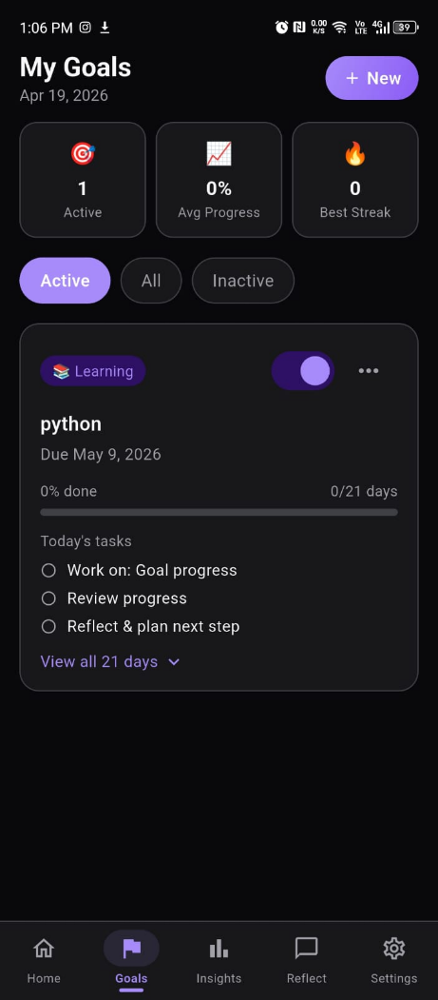 1:06 PM 0.00 K/S Vo LTE 4G 39
My Goals
Apr 19, 2026
+ New
1 0% 0
Active Avg Progress Best Streak
Active All Inactive
Learning
python
Due May 9, 2026
0% done 0/21 days
Today's tasks
Work on: Goal progress
Review progress
Reflect & plan next step
View all 21 days
Home Goals Insights Reflect Settings